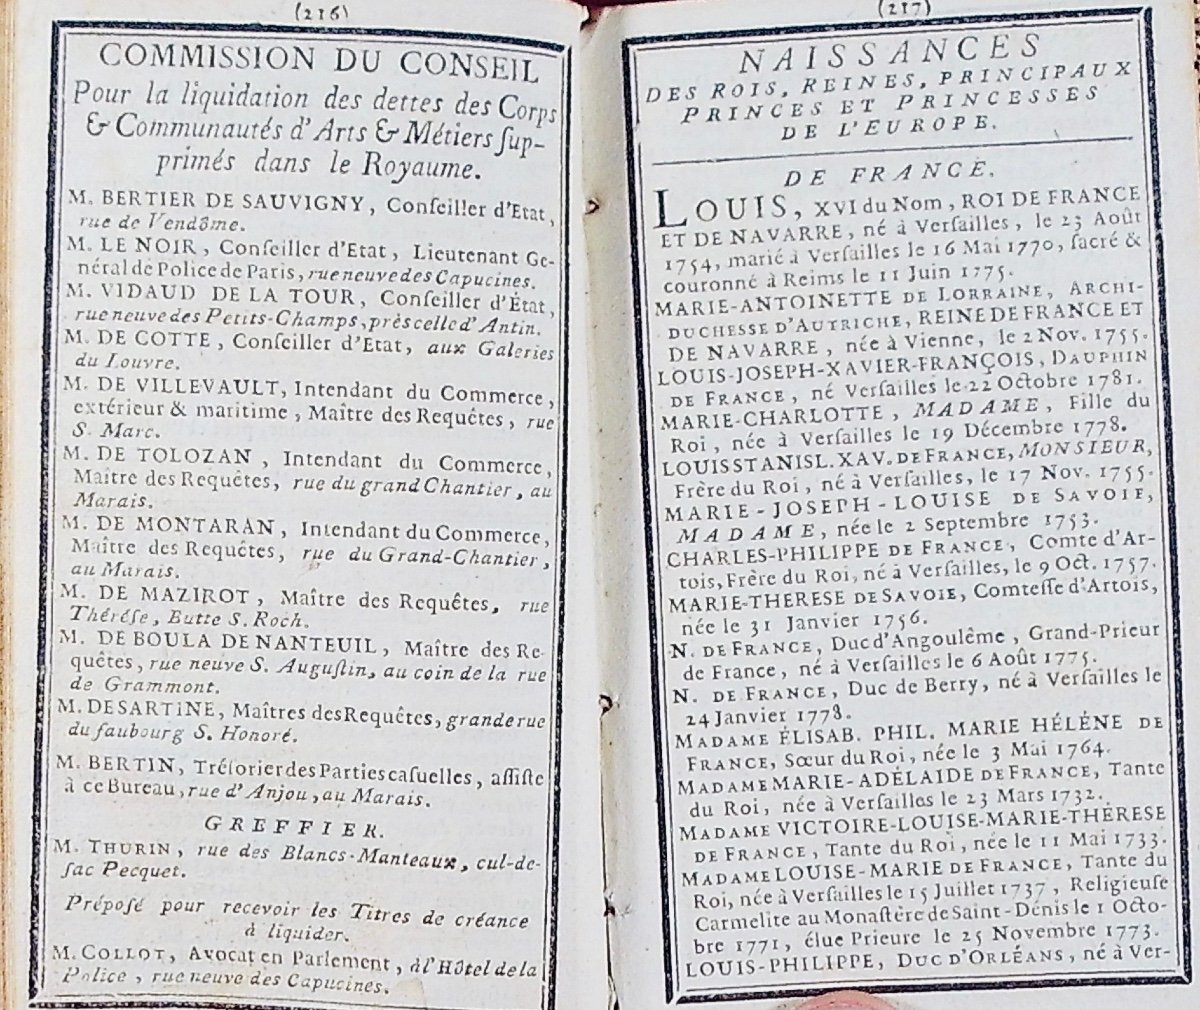 (216)
COMMISSION DU CONSEIL
Pour la liquidation des dettes des Corps
& Communautés d'Arts & Métiers ſup-
primés dans le Royaume.
M. BERTIER DE SAUVIGNY, Conſeiller d'Etat,
rue de Vendôme.
M. LE NOIR, Conſeiller d'Etat, Lieutenant Gé-
néral de Police de Paris, rue neuve des Capucines.
M. VIDAUD DE LA TOUR, Conſeiller d'État,
rue neuve des Petits-Champs, près celle d'Antin.
M. DE COTTE, Conſeiller d'Etat, aux Galeries
du Louvre.
M. DE VILLEVAULT, Intendant du Commerce,
extérieur & maritime, Maître des Requêtes, rue
S. Marc.
M. DE TOLOZAN, Intendant du Commerce,
Maître des Requêtes, rue du grand Chantier, au
Marais.
M. DE MONTARAN, Intendant du Commerce,
Maître des Requêtes, rue du Grand-Chantier,
au Marais.
M. DE MAZIROT, Maître des Requêtes, rue
Théréſe, Butte S. Roch.
M. DE BOULA DE NANTEUIL, Maître des Re-
quêtes, rue neuve S. Auguſtin, au coin de la rue
de Grammont.
M. DE SARTINE, Maîtres des Requêtes, grande rue
du faubourg S. Honoré.
M. BERTIN, Tréſorier des Parties caſuelles, aſſiſte
à ce Bureau, rue d'Anjou, au Marais.
GREFFIER.
M. THURIN, rue des Blancs-Manteaux, cul-de-
ſac Pecquet.
Prépoſé pour recevoir les Titres de créance
à liquider.
M. COLLOT, Avocat en Parlement, à l'Hôtel de la
Police, rue neuve des Capucines.
(217)
NAISSANCES
DES ROIS, REINES, PRINCIPAUX
PRINCES ET PRINCESSES
DE L'EUROPE.
DE FRANCE.
LOUIS, XVI du Nom, ROI DE FRANCE
ET DE NAVARRE, né à Verſailles, le 23 Août
1754, marié à Verſailles le 16 Mai 1770, ſacré &
couronné à Reims le 11 Juin 1775.
MARIE-ANTOINETTE DE LORRAINE, ARCHI-
DUCHESSE D'AUTRICHE, REINE DE FRANCE ET
DE NAVARRE, née à Vienne, le 2 Nov. 1755.
LOUIS-JOSEPH-XAVIER-FRANÇOIS, DAUPHIN
DE FRANCE, né Verſailles le 22 Octobre 1781.
MARIE-CHARLOTTE, MADAME, Fille du
Roi, née à Verſailles le 19 Décembre 1778.
LOUIS STANISL. XAV. DE FRANCE, MONSIEUR,
Frère du Roi, né à Verſailles, le 17 Nov. 1755.
MARIE-JOSEPH-LOUISE DE SAVOIE,
MADAME, née le 2 Septembre 1753.
CHARLES-PHILIPPE DE FRANCE, Comte d'Ar-
tois, Frère du Roi, né à Verſailles, le 9 Oct. 1757.
MARIE-THERESE DE SAVOIE, Comteſſe d'Artois,
née le 31 Janvier 1756.
N. DE FRANCE, Duc d'Angoulême, Grand-Prieur
de France, né à Verſailles le 6 Août 1775.
N. DE FRANCE, Duc de Berry, né à Verſailles le
24 Janvier 1778.
MADAME ÉLISAB. PHIL. MARIE HÉLÉNE DE
FRANCE, Sœur du Roi, née le 3 Mai 1764.
MADAME MARIE-ADÉLAIDE DE FRANCE, Tante
du Roi, née à Verſailles le 23 Mars 1732.
MADAME VICTOIRE-LOUISE-MARIE-THÉRESE
DE FRANCE, Tante du Roi, née le 11 Mai 1733.
MADAME LOUISE-MARIE DE FRANCE, Tante du
Roi, née à Verſailles le 15 Juillet 1737, Religieuſe
Carmelite au Monaſtère de Saint-Dénis le 1 Octo-
bre 1771, élue Prieure le 25 Novembre 1773.
LOUIS-PHILIPPE, DUC D'ORLÉANS, né à Ver-